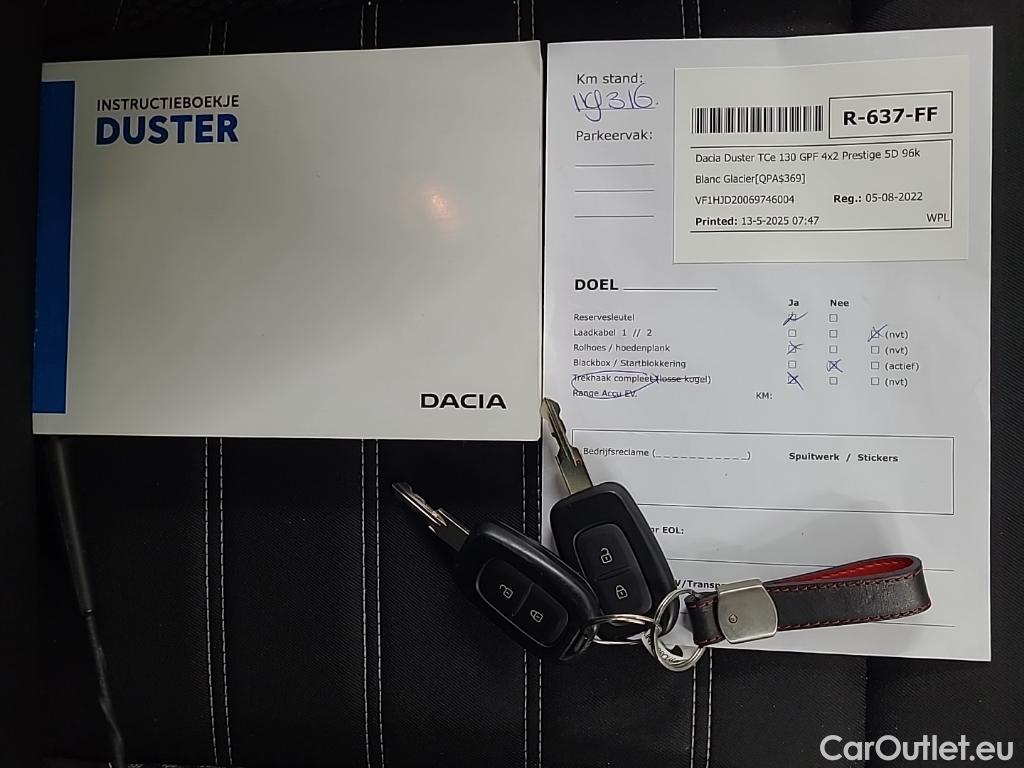 INSTRUCTIEBOEKJE
DUSTER
DACIA
Km stand:
Parkeervak:
R-637-FF
Dacia Duster TCe 130 GPF 4x2 Prestige 5D 96k
Blanc Glacier[QPA$369]
VF1HJD20069746004 Reg.: 05-08-2022
Printed: 13-5-2025 07:47 WPL
DOEL
Ja Nee
Reservesleutel
Laadkabel 1 // 2 (nvt)
Rolhoes / hoedenplank (nvt)
Blackbox / Startblokkering (actief)
Trekhaak compleet (losse kogel) (nvt)
Range Accu EV. KM:
Bedrijfsreclame (____________) Spuitwerk / Stickers
EOL:
CarOutlet.eu